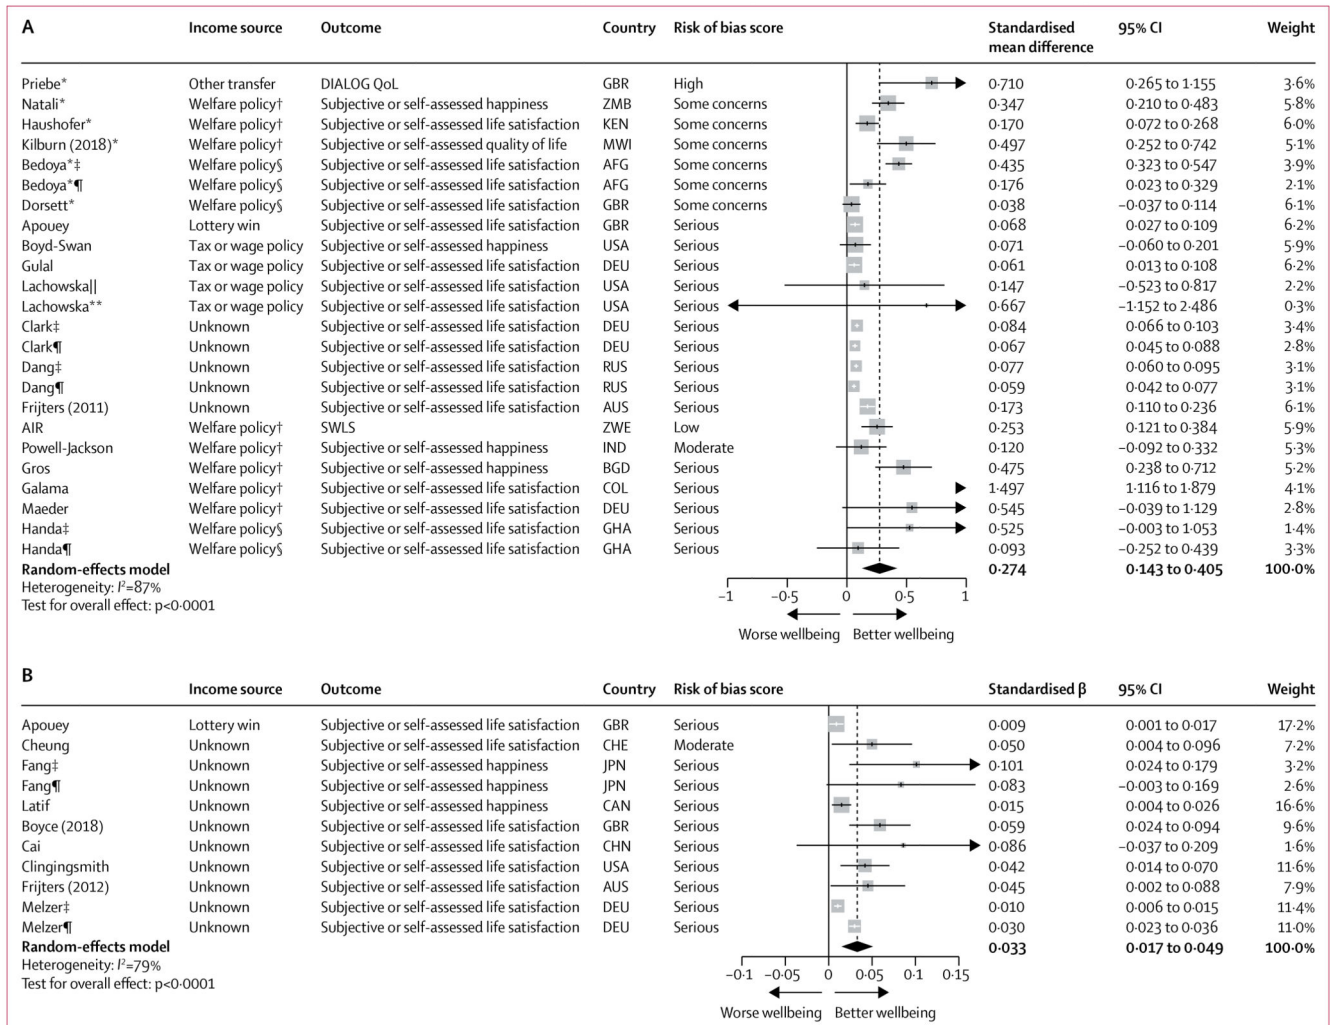 A Income source Outcome Country Risk of bias score Standardised mean difference 95% CI Weight
Priebe* Other transfer DIALOG QoL GBR High 0·710 0·265 to 1·155 3·6%
Natali* Welfare policy† Subjective or self-assessed happiness ZMB Some concerns 0·347 0·210 to 0·483 5·8%
Haushofer* Welfare policy† Subjective or self-assessed life satisfaction KEN Some concerns 0·170 0·072 to 0·268 6·0%
Kilburn (2018)* Welfare policy† Subjective or self-assessed quality of life MWI Some concerns 0·497 0·252 to 0·742 5·1%
Bedoya*‡ Welfare policy§ Subjective or self-assessed life satisfaction AFG Some concerns 0·435 0·323 to 0·547 3·9%
Bedoya*¶ Welfare policy§ Subjective or self-assessed life satisfaction AFG Some concerns 0·176 0·023 to 0·329 2·1%
Dorsett* Welfare policy§ Subjective or self-assessed life satisfaction GBR Some concerns 0·038 −0·037 to 0·114 6·1%
Apouey Lottery win Subjective or self-assessed life satisfaction GBR Serious 0·068 0·027 to 0·109 6·2%
Boyd-Swan Tax or wage policy Subjective or self-assessed happiness USA Serious 0·071 −0·060 to 0·201 5·9%
Gulal Tax or wage policy Subjective or self-assessed life satisfaction DEU Serious 0·061 0·013 to 0·108 6·2%
Lachowska|| Tax or wage policy Subjective or self-assessed life satisfaction USA Serious 0·147 −0·523 to 0·817 2·2%
Lachowska** Tax or wage policy Subjective or self-assessed life satisfaction USA Serious 0·667 −1·152 to 2·486 0·3%
Clark‡ Unknown Subjective or self-assessed life satisfaction DEU Serious 0·084 0·066 to 0·103 3·4%
Clark¶ Unknown Subjective or self-assessed life satisfaction DEU Serious 0·067 0·045 to 0·088 2·8%
Dang‡ Unknown Subjective or self-assessed life satisfaction RUS Serious 0·077 0·060 to 0·095 3·1%
Dang¶ Unknown Subjective or self-assessed life satisfaction RUS Serious 0·059 0·042 to 0·077 3·1%
Frijters (2011) Unknown Subjective or self-assessed life satisfaction AUS Serious 0·173 0·110 to 0·236 6·1%
AIR Welfare policy† SWLS ZWE Low 0·253 0·121 to 0·384 5·9%
Powell-Jackson Welfare policy† Subjective or self-assessed happiness IND Moderate 0·120 −0·092 to 0·332 5·3%
Gros Welfare policy† Subjective or self-assessed happiness BGD Serious 0·475 0·238 to 0·712 5·2%
Galama Welfare policy† Subjective or self-assessed life satisfaction COL Serious 1·497 1·116 to 1·879 4·1%
Maeder Welfare policy† Subjective or self-assessed life satisfaction DEU Serious 0·545 −0·039 to 1·129 2·8%
Handa‡ Welfare policy§ Subjective or self-assessed life satisfaction GHA Serious 0·525 −0·003 to 1·053 1·4%
Handa¶ Welfare policy§ Subjective or self-assessed life satisfaction GHA Serious 0·093 −0·252 to 0·439 3·3%
Random-effects model 0·274 0·143 to 0·405 100·0%
Heterogeneity: I²=87%
Test for overall effect: p<0·0001
−1 −0·5 0 0·5 1
Worse wellbeing Better wellbeing
B Income source Outcome Country Risk of bias score Standardised β 95% CI Weight
Apouey Lottery win Subjective or self-assessed life satisfaction GBR Serious 0·009 0·001 to 0·017 17·2%
Cheung Unknown Subjective or self-assessed life satisfaction CHE Moderate 0·050 0·004 to 0·096 7·2%
Fang‡ Unknown Subjective or self-assessed happiness JPN Serious 0·101 0·024 to 0·179 3·2%
Fang¶ Unknown Subjective or self-assessed happiness JPN Serious 0·083 −0·003 to 0·169 2·6%
Latif Unknown Subjective or self-assessed happiness CAN Serious 0·015 0·004 to 0·026 16·6%
Boyce (2018) Unknown Subjective or self-assessed life satisfaction GBR Serious 0·059 0·024 to 0·094 9·6%
Cai Unknown Subjective or self-assessed life satisfaction CHN Serious 0·086 −0·037 to 0·209 1·6%
Clingingsmith Unknown Subjective or self-assessed life satisfaction USA Serious 0·042 0·014 to 0·070 11·6%
Frijters (2012) Unknown Subjective or self-assessed life satisfaction AUS Serious 0·045 0·002 to 0·088 7·9%
Melzer‡ Unknown Subjective or self-assessed life satisfaction DEU Serious 0·010 0·006 to 0·015 11·4%
Melzer¶ Unknown Subjective or self-assessed life satisfaction DEU Serious 0·030 0·023 to 0·036 11·0%
Random-effects model 0·033 0·017 to 0·049 100·0%
Heterogeneity: I²=79%
Test for overall effect: p<0·0001
−0·1 −0·05 0 0·05 0·1 0·15
Worse wellbeing Better wellbeing